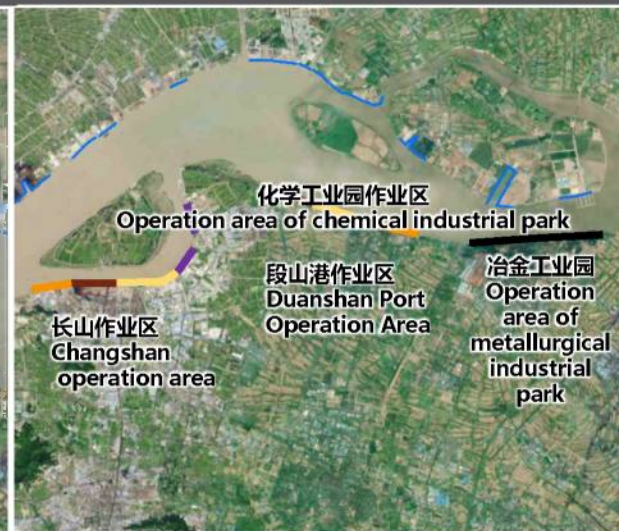 化学工业园作业区
Operation area of chemical industrial park
段山港作业区
Duanshan Port
Operation Area
冶金工业园
Operation
area of
metallurgical
industrial
park
长山作业区
Changshan
operation area